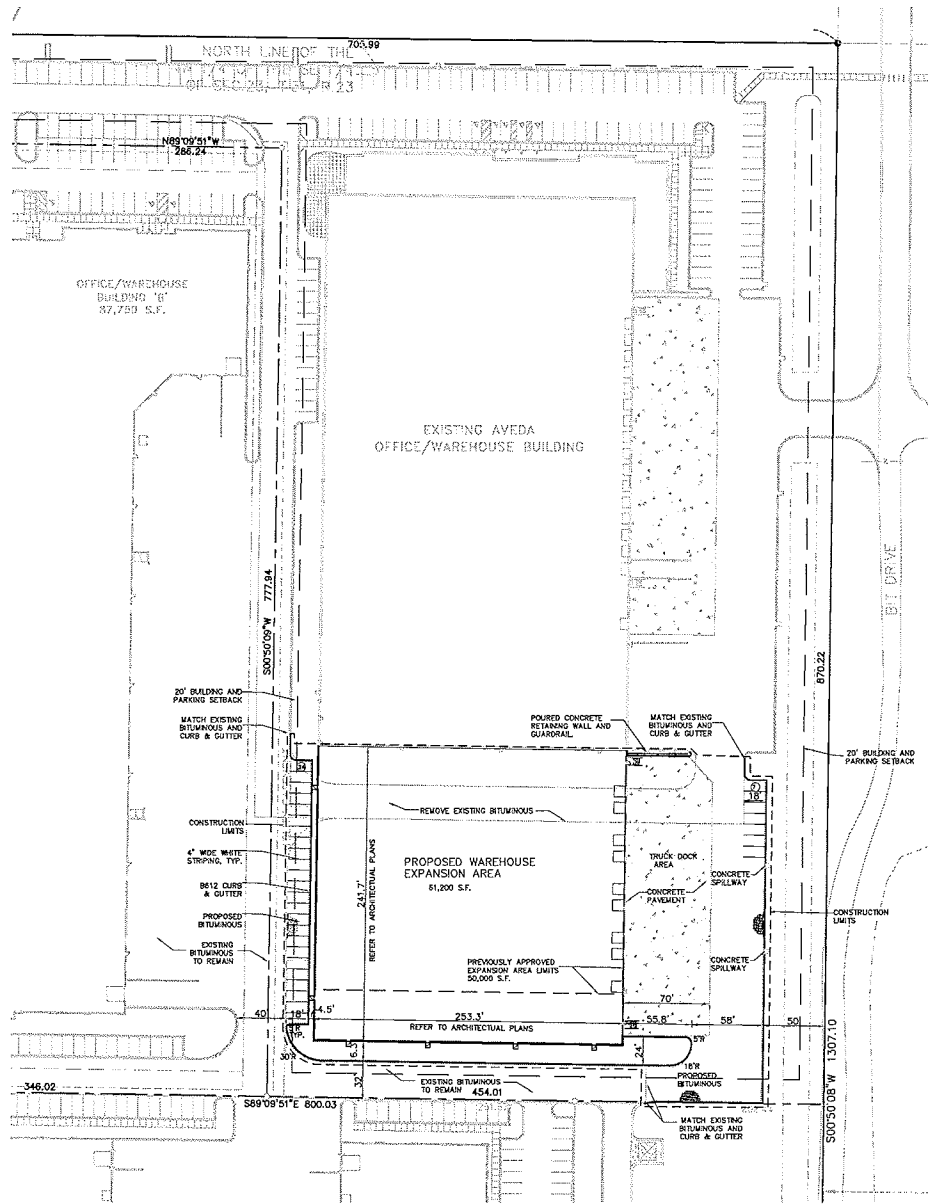 705.99
NORTH LINE OF THE
N89°09'51"W
286.24
OFFICE/WAREHOUSE
BUILDING 'B'
87,750 S.F.
EXISTING AVEDA
OFFICE/WAREHOUSE BUILDING
BIT DRIVE
S00°50'09"W 777.94
870.22
20' BUILDING AND
PARKING SETBACK
MATCH EXISTING
BITUMINOUS AND
CURB & GUTTER
POURED CONCRETE
RETAINING WALL AND
GUARDRAIL
MATCH EXISTING
BITUMINOUS AND
CURB & GUTTER
20' BUILDING AND
PARKING SETBACK
18'
REMOVE EXISTING BITUMINOUS
CONSTRUCTION
LIMITS
4" WIDE WHITE
STRIPING, TYP.
B612 CURB
& GUTTER
PROPOSED
BITUMINOUS
EXISTING
BITUMINOUS
TO REMAIN
PROPOSED WAREHOUSE
EXPANSION AREA
61,200 S.F.
241.7'
REFER TO ARCHITECTURAL PLANS
TRUCK DOCK
AREA
CONCRETE
PAVEMENT
CONCRETE
SPILLWAY
CONSTRUCTION
LIMITS
CONCRETE
SPILLWAY
PREVIOUSLY APPROVED
EXPANSION AREA LIMITS
50,000 S.F.
70'
40
18'
4.5'
253.3'
REFER TO ARCHITECTURAL PLANS
55.8'
58'
50
TYP.
30'R
6.3'
32'
24'
5'R
18'R
PROPOSED
BITUMINOUS
EXISTING BITUMINOUS
TO REMAIN
346.02
454.01
S89°09'51"E 800.03
MATCH EXISTING
BITUMINOUS AND
CURB & GUTTER
S00°50'08"W 1307.10